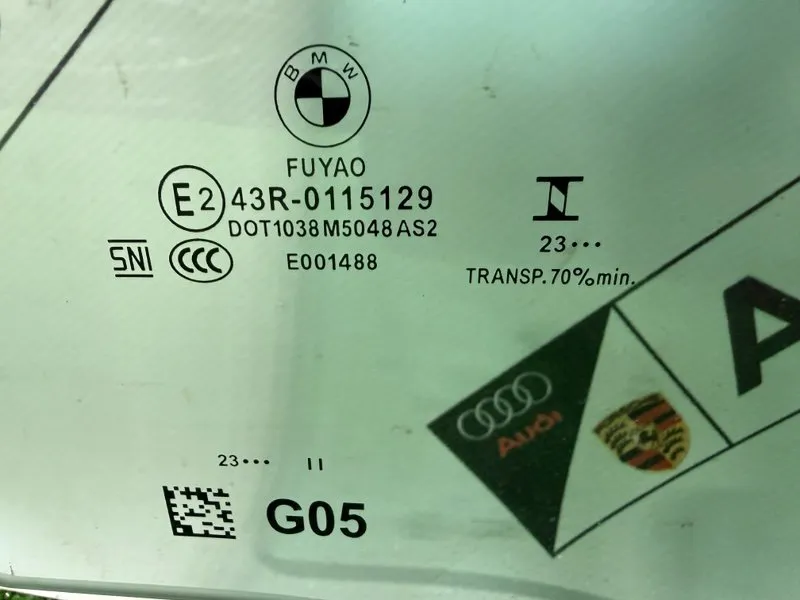 BMW
FUYAO
E2 43R-0115129
DOT1038 M5048 AS2
SNI CCC E001488
23•••
TRANSP.70%min.
A
Audi
23••• II
G05